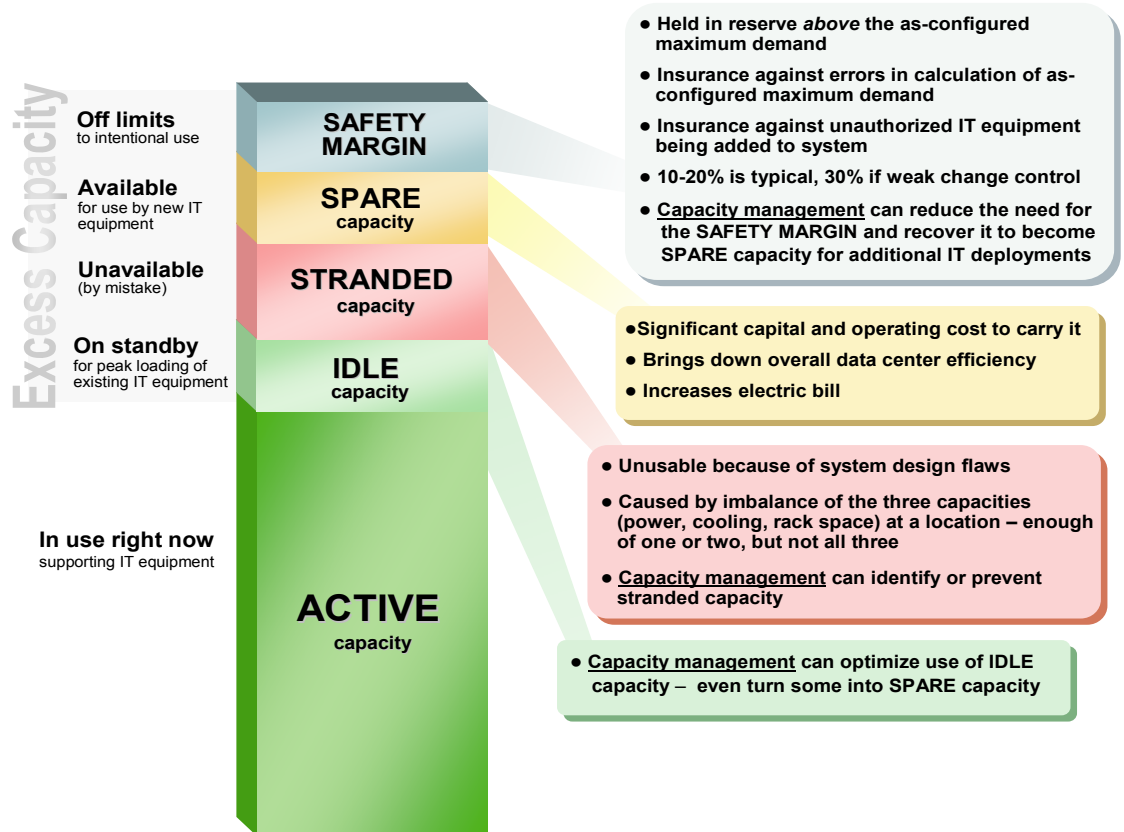 Excess Capacity
Off limits
to intentional use
Available
for use by new IT
equipment
Unavailable
(by mistake)
On standby
for peak loading of
existing IT equipment
In use right now
supporting IT equipment
SAFETY
MARGIN
SPARE
capacity
STRANDED
capacity
IDLE
capacity
ACTIVE
capacity
● Held in reserve above the as-configured
maximum demand
● Insurance against errors in calculation of as-
configured maximum demand
● Insurance against unauthorized IT equipment
being added to system
● 10-20% is typical, 30% if weak change control
● Capacity management can reduce the need for
the SAFETY MARGIN and recover it to become
SPARE capacity for additional IT deployments
●Significant capital and operating cost to carry it
● Brings down overall data center efficiency
● Increases electric bill
● Unusable because of system design flaws
● Caused by imbalance of the three capacities
(power, cooling, rack space) at a location – enough
of one or two, but not all three
● Capacity management can identify or prevent
stranded capacity
● Capacity management can optimize use of IDLE
capacity – even turn some into SPARE capacity